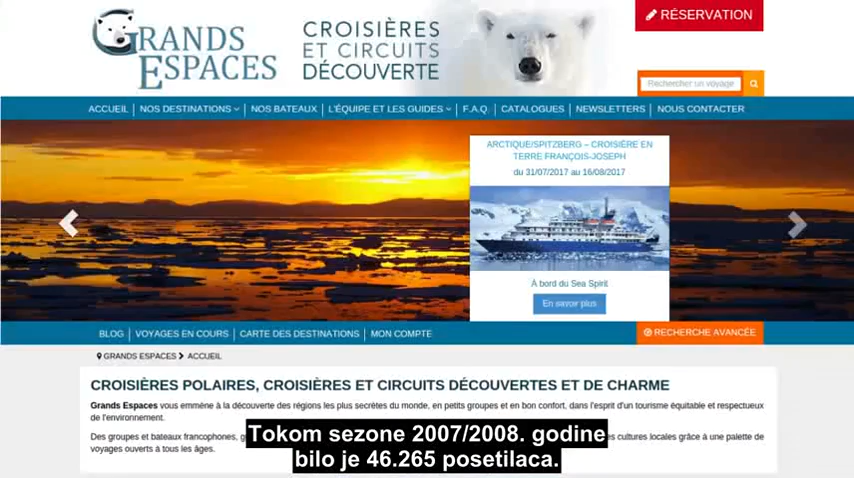 GRANDS ESPACES
CROISIÈRES
ET CIRCUITS
DÉCOUVERTE
RÉSERVATION
Rechercher un voyage
ACCUEIL NOS DESTINATIONS NOS BATEAUX L'ÉQUIPE ET LES GUIDES F.A.Q. CATALOGUES NEWSLETTERS NOUS CONTACTER
ARCTIQUE/SPITZBERG – CROISIÈRE EN
TERRE FRANÇOIS-JOSEPH
du 31/07/2017 au 16/08/2017
À bord du Sea Spirit
En savoir plus
BLOG VOYAGES EN COURS CARTE DES DESTINATIONS MON COMPTE RECHERCHE AVANCÉE
GRANDS ESPACES ACCUEIL
CROISIÈRES POLAIRES, CROISIÈRES ET CIRCUITS DÉCOUVERTES ET DE CHARME
Grands Espaces vous emmène à la découverte des régions les plus secrètes du monde, en petits groupes et en bon confort, dans l'esprit d'un tourisme équitable et respectueux
de l'environnement.
Des groupes et bateaux francophones, es cultures locales grâce à une palette de
voyages ouverts à tous les âges.
Tokom sezone 2007/2008. godine
bilo je 46.265 posetilaca.